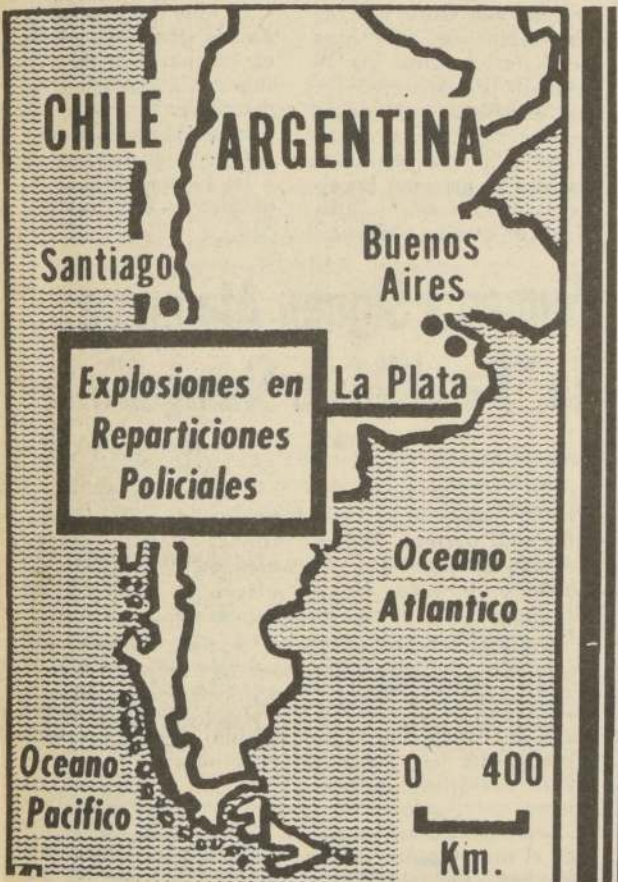 CHILE
ARGENTINA
Santiago
Buenos
Aires
Explosiones en
Reparticiones
Policiales
La Plata
Oceano
Atlantico
Oceano
Pacifico
0 400
Km.